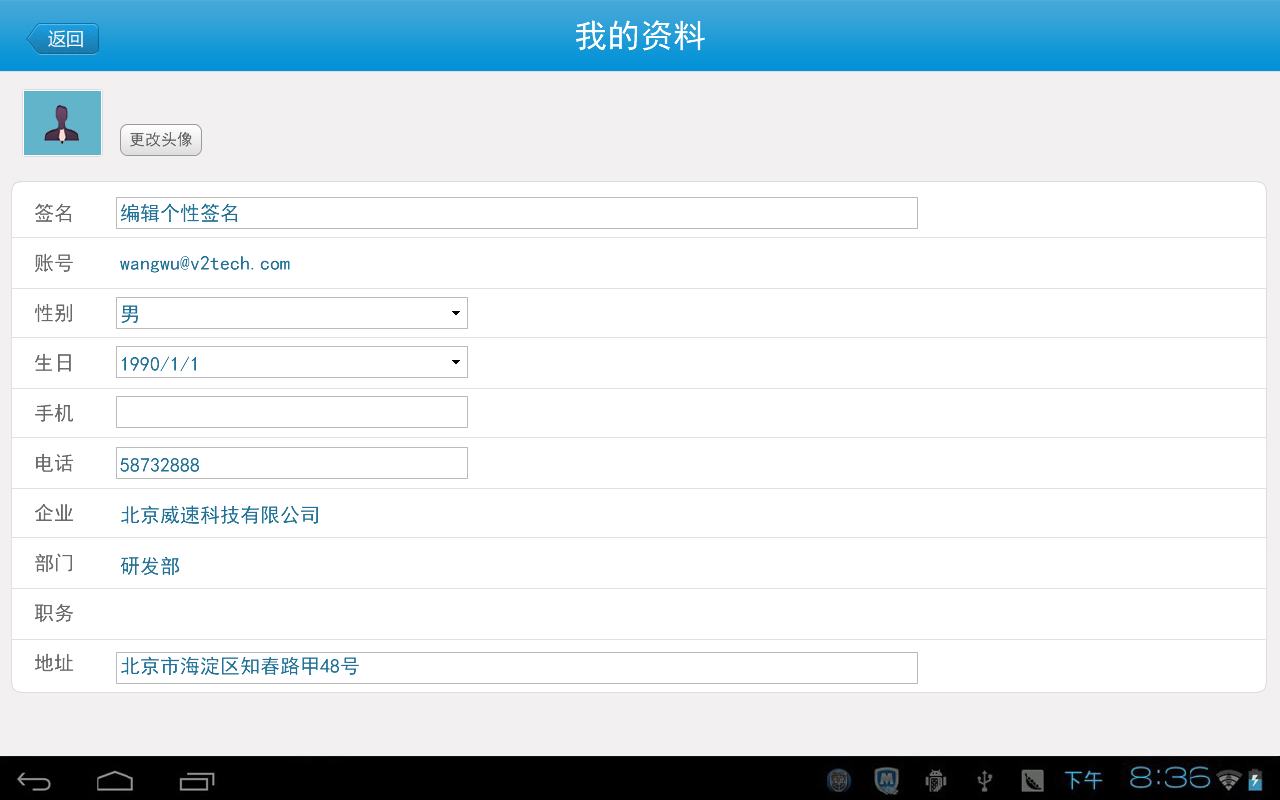 返回
我的资料
更改头像
签名 编辑个性签名
账号 wangwu@v2tech.com
性别 男
生日 1990/1/1
手机
电话 58732888
企业 北京威速科技有限公司
部门 研发部
职务
地址 北京市海淀区知春路甲48号
下午 8:36